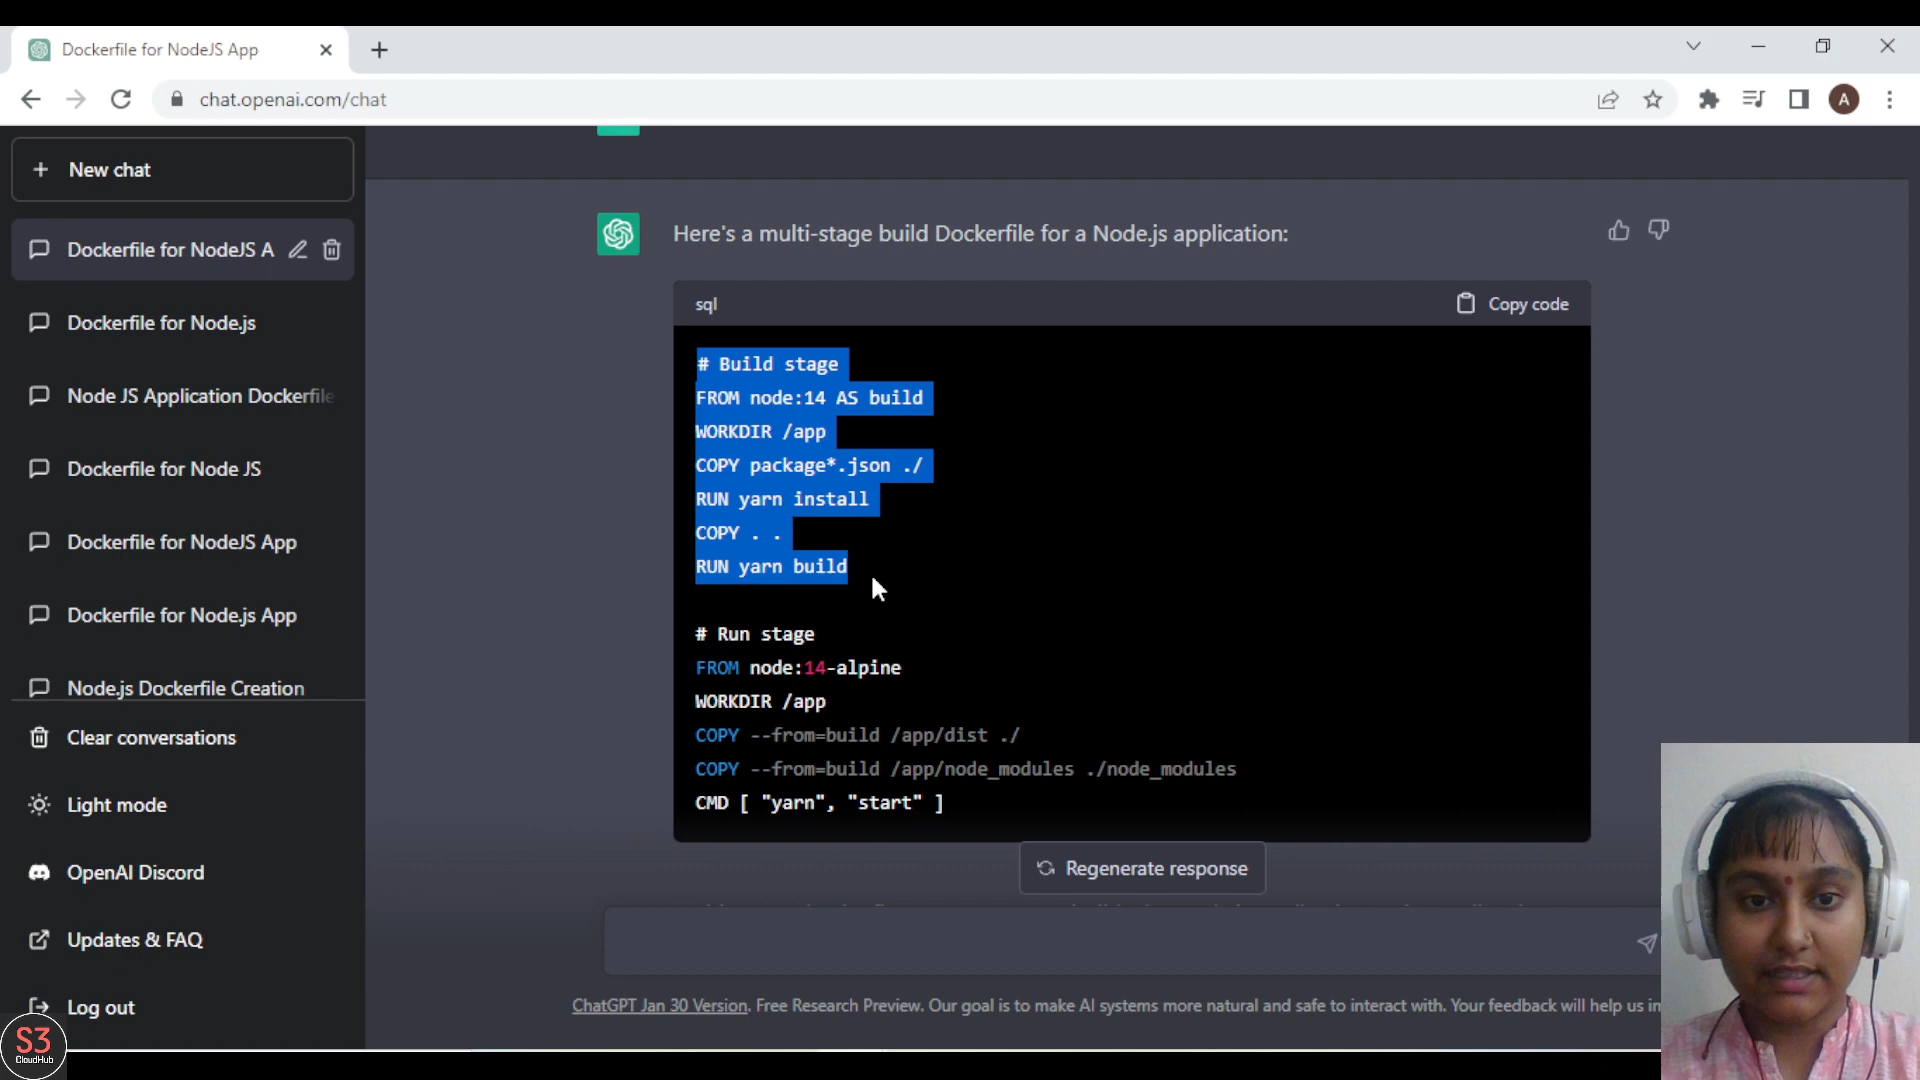 Dockerfile for NodeJS App
chat.openai.com/chat
A
New chat
Dockerfile for NodeJS A
Dockerfile for Node.js
Node JS Application Dockerfile
Dockerfile for Node JS
Dockerfile for NodeJS App
Dockerfile for Node.js App
Node.js Dockerfile Creation
Clear conversations
Light mode
OpenAI Discord
Updates & FAQ
Log out
S3
CloudHub
Here's a multi-stage build Dockerfile for a Node.js application:
sql
Copy code
# Build stage
FROM node:14 AS build
WORKDIR /app
COPY package*.json ./
RUN yarn install
COPY . .
RUN yarn build
# Run stage
FROM node:14-alpine
WORKDIR /app
COPY --from=build /app/dist ./
COPY --from=build /app/node_modules ./node_modules
CMD [ "yarn", "start" ]
Regenerate response
ChatGPT Jan 30 Version. Free Research Preview. Our goal is to make AI systems more natural and safe to interact with. Your feedback will help us